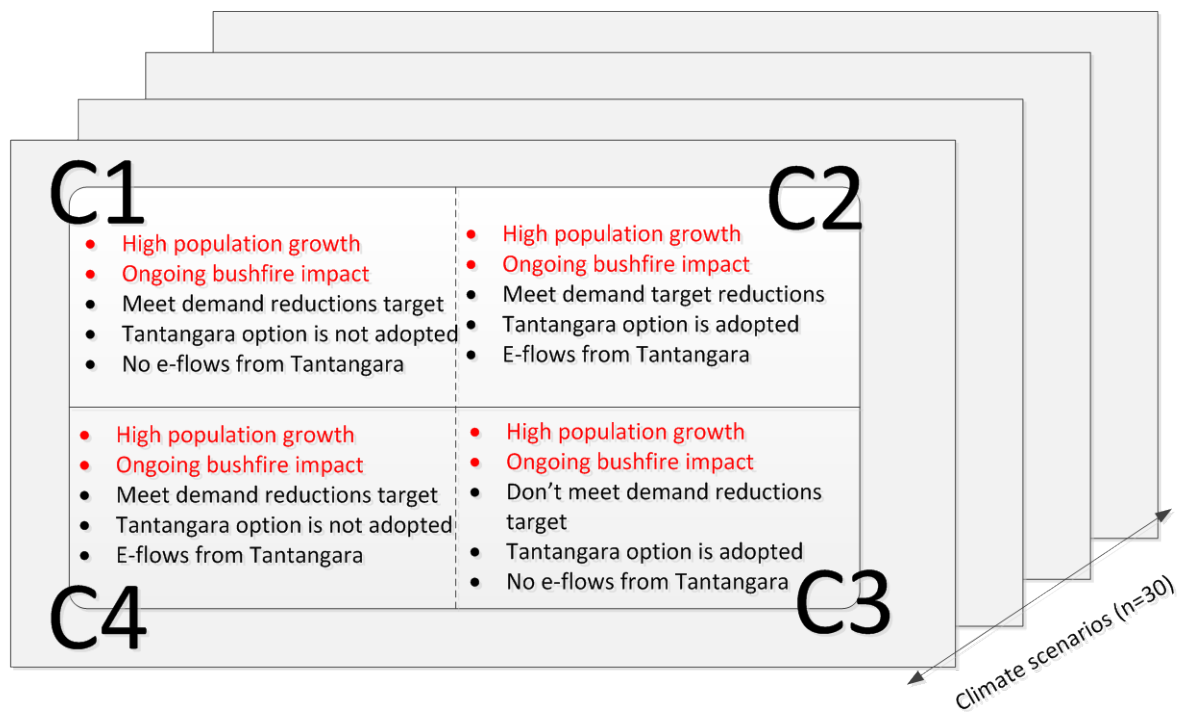 C1
• High population growth
• Ongoing bushfire impact
• Meet demand reductions target
• Tantangara option is not adopted
• No e-flows from Tantangara
C2
• High population growth
• Ongoing bushfire impact
• Meet demand target reductions
• Tantangara option is adopted
• E-flows from Tantangara
• High population growth
• Ongoing bushfire impact
• Meet demand reductions target
• Tantangara option is not adopted
• E-flows from Tantangara
C4
• High population growth
• Ongoing bushfire impact
• Don't meet demand reductions
target
• Tantangara option is adopted
• No e-flows from Tantangara
C3
Climate scenarios (n=30)